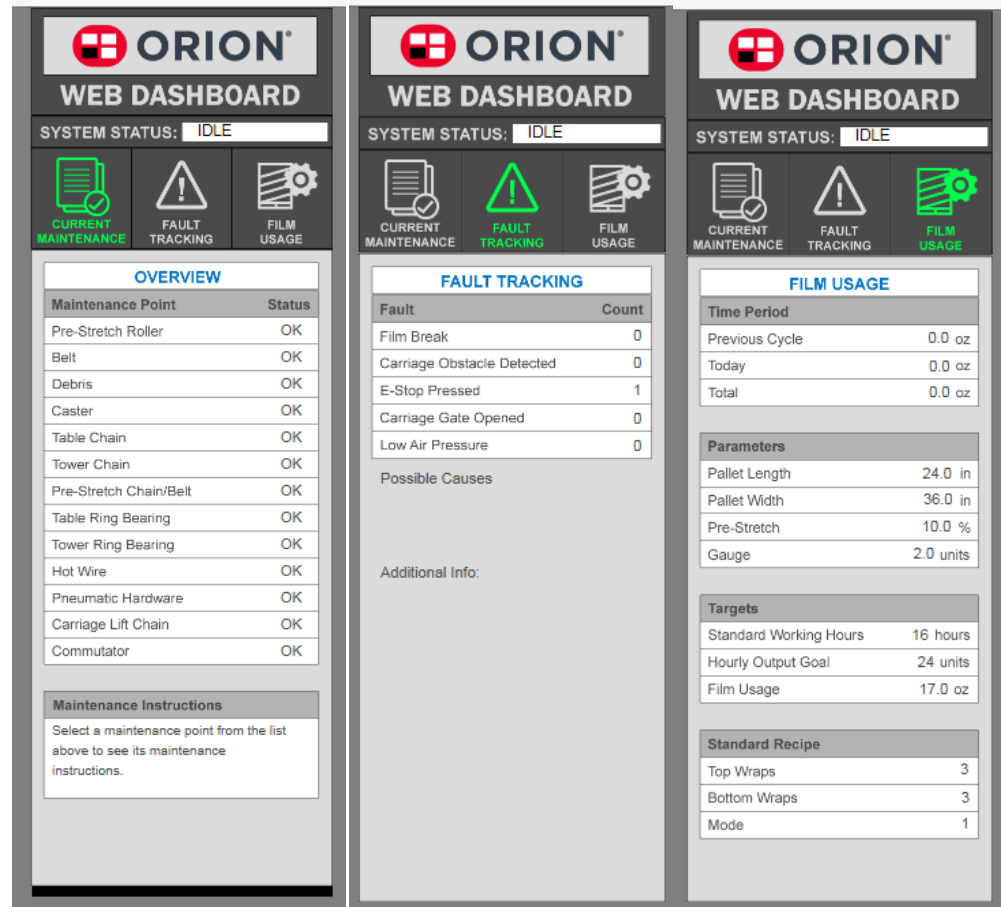 ORION
WEB DASHBOARD
SYSTEM STATUS: IDLE
CURRENT
MAINTENANCE
FAULT
TRACKING
FILM
USAGE
OVERVIEW
Maintenance Point Status
Pre-Stretch Roller OK
Belt OK
Debris OK
Caster OK
Table Chain OK
Tower Chain OK
Pre-Stretch Chain/Belt OK
Table Ring Bearing OK
Tower Ring Bearing OK
Hot Wire OK
Pneumatic Hardware OK
Carriage Lift Chain OK
Commutator OK
Maintenance Instructions
Select a maintenance point from the list
above to see its maintenance
instructions.
ORION
WEB DASHBOARD
SYSTEM STATUS: IDLE
CURRENT
MAINTENANCE
FAULT
TRACKING
FILM
USAGE
FAULT TRACKING
Fault Count
Film Break 0
Carriage Obstacle Detected 0
E-Stop Pressed 1
Carriage Gate Opened 0
Low Air Pressure 0
Possible Causes
Additional Info:
ORION
WEB DASHBOARD
SYSTEM STATUS: IDLE
CURRENT
MAINTENANCE
FAULT
TRACKING
FILM
USAGE
FILM USAGE
Time Period
Previous Cycle 0.0 oz
Today 0.0 oz
Total 0.0 oz
Parameters
Pallet Length 24.0 in
Pallet Width 36.0 in
Pre-Stretch 10.0 %
Gauge 2.0 units
Targets
Standard Working Hours 16 hours
Hourly Output Goal 24 units
Film Usage 17.0 oz
Standard Recipe
Top Wraps 3
Bottom Wraps 3
Mode 1